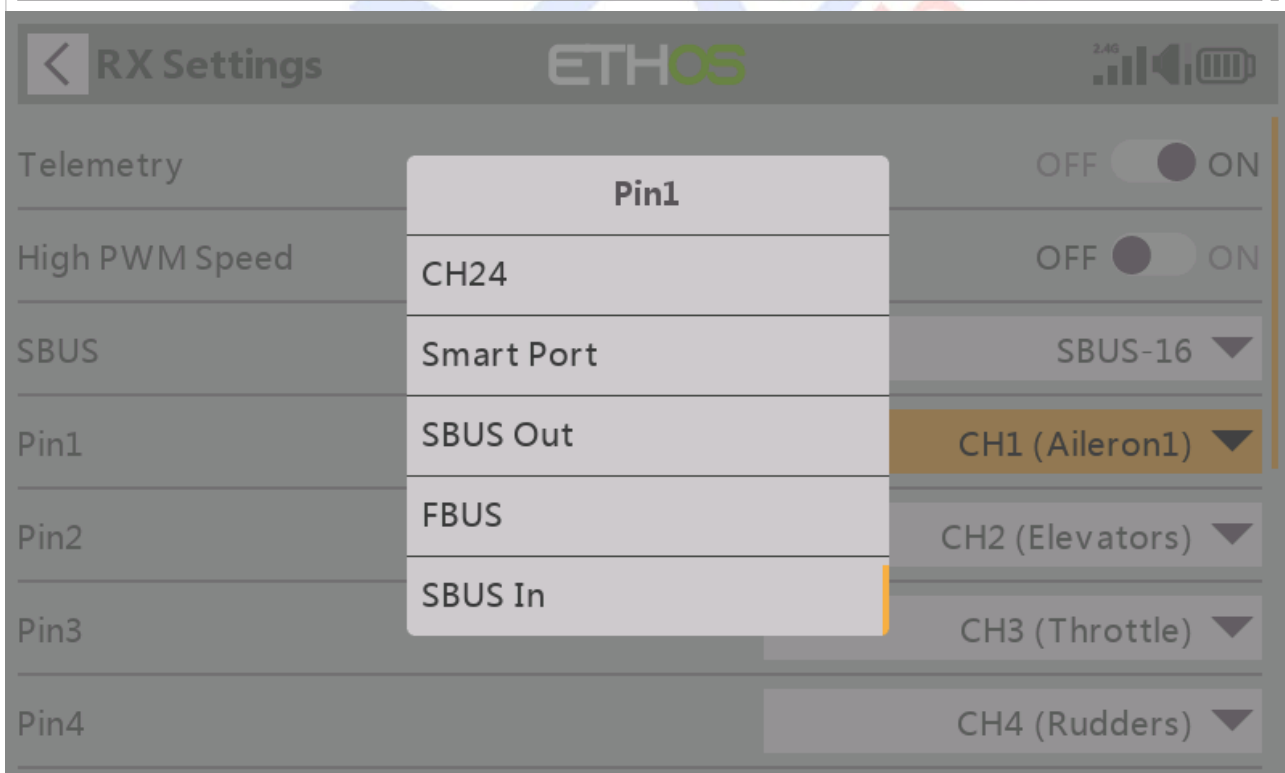 RX Settings
ETHOS
2.4G
Telemetry
OFF ON
High PWM Speed
OFF ON
SBUS
SBUS-16
Pin1
CH1 (Aileron1)
Pin2
CH2 (Elevators)
Pin3
CH3 (Throttle)
Pin4
CH4 (Rudders)
Pin1
CH24
Smart Port
SBUS Out
FBUS
SBUS In